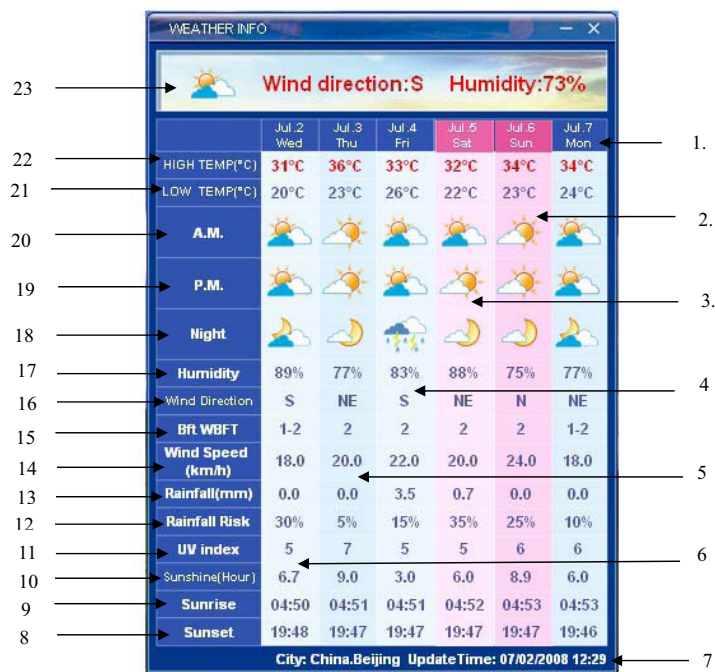 WEATHER INFO
23 Wind direction:S Humidity:73%
Jul.2 Jul.3 Jul.4 Jul.5 Jul.6 Jul.7
Wed Thu Fri Sat Sun Mon 1.
22 HIGH TEMP(°C) 31°C 36°C 33°C 32°C 34°C 34°C
21 LOW TEMP(°C) 20°C 23°C 26°C 22°C 23°C 24°C
20 A.M. 2.
19 P.M. 3.
18 Night
17 Humidity 89% 77% 83% 88% 75% 77% 4
16 Wind Direction S NE S NE N NE
15 Bft WBFT 1-2 2 2 2 2 1-2
14 Wind Speed (km/h) 18.0 20.0 22.0 20.0 24.0 18.0 5
13 Rainfall(mm) 0.0 0.0 3.5 0.7 0.0 0.0
12 Rainfall Risk 30% 5% 15% 35% 25% 10%
11 UV index 5 7 5 5 6 6 6
10 Sunshine(Hour) 6.7 9.0 3.0 6.0 8.9 6.0
9 Sunrise 04:50 04:51 04:51 04:52 04:53 04:53
8 Sunset 19:48 19:47 19:47 19:47 19:47 19:46
City: China.Beijing UpdateTime: 07/02/2008 12:29 7